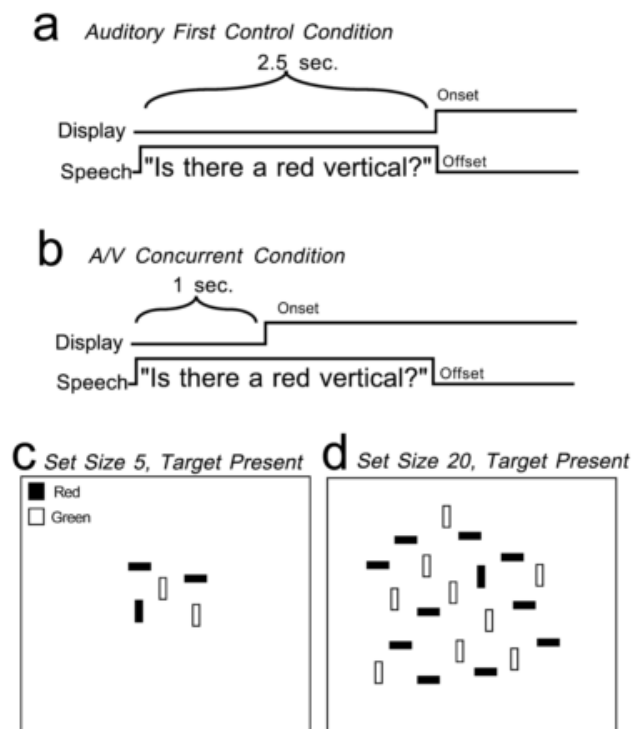 a Auditory First Control Condition
2.5 sec.
Onset
Display
Speech "Is there a red vertical?" Offset
b A/V Concurrent Condition
1 sec.
Onset
Display
Speech "Is there a red vertical?" Offset
c Set Size 5, Target Present
d Set Size 20, Target Present
Red
Green